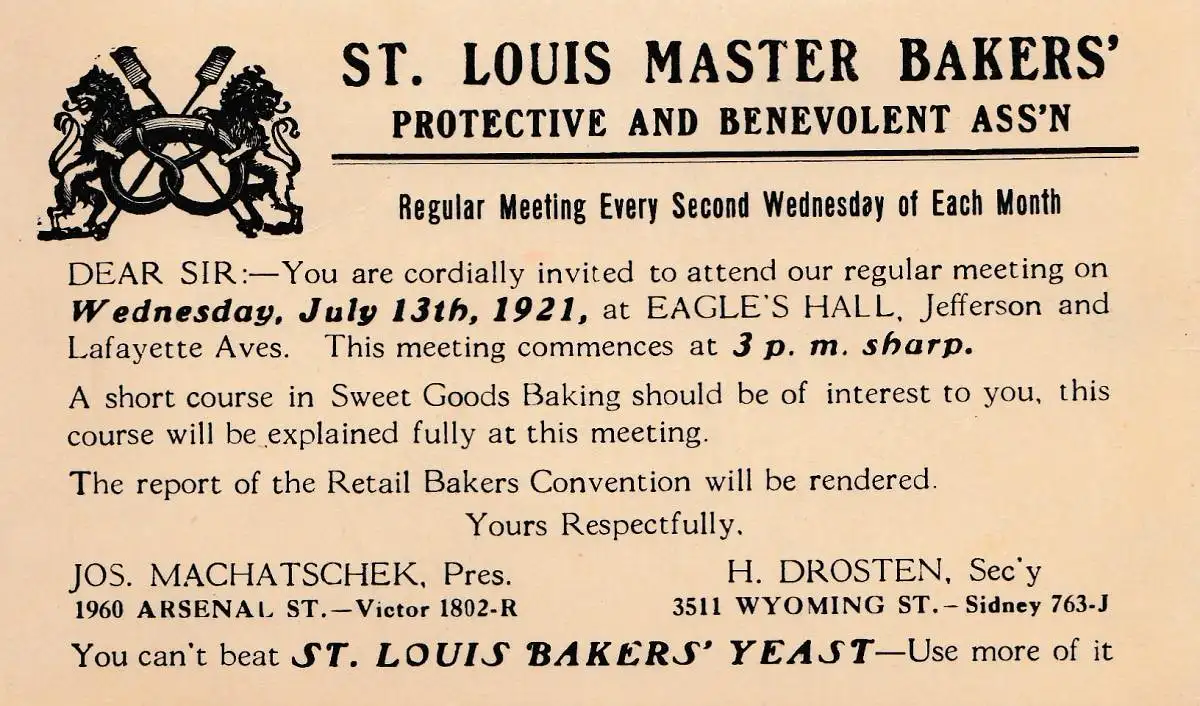 ST. LOUIS MASTER BAKERS'
PROTECTIVE AND BENEVOLENT ASS'N
Regular Meeting Every Second Wednesday of Each Month
DEAR SIR:—You are cordially invited to attend our regular meeting on
Wednesday, July 13th, 1921, at EAGLE'S HALL, Jefferson and
Lafayette Aves. This meeting commences at 3 p. m. sharp.
A short course in Sweet Goods Baking should be of interest to you, this
course will be explained fully at this meeting.
The report of the Retail Bakers Convention will be rendered.
Yours Respectfully,
JOS. MACHATSCHEK, Pres.
1960 ARSENAL ST.—Victor 1802-R
H. DROSTEN, Sec'y
3511 WYOMING ST.—Sidney 763-J
You can't beat ST. LOUIS BAKERS' YEAST—Use more of it